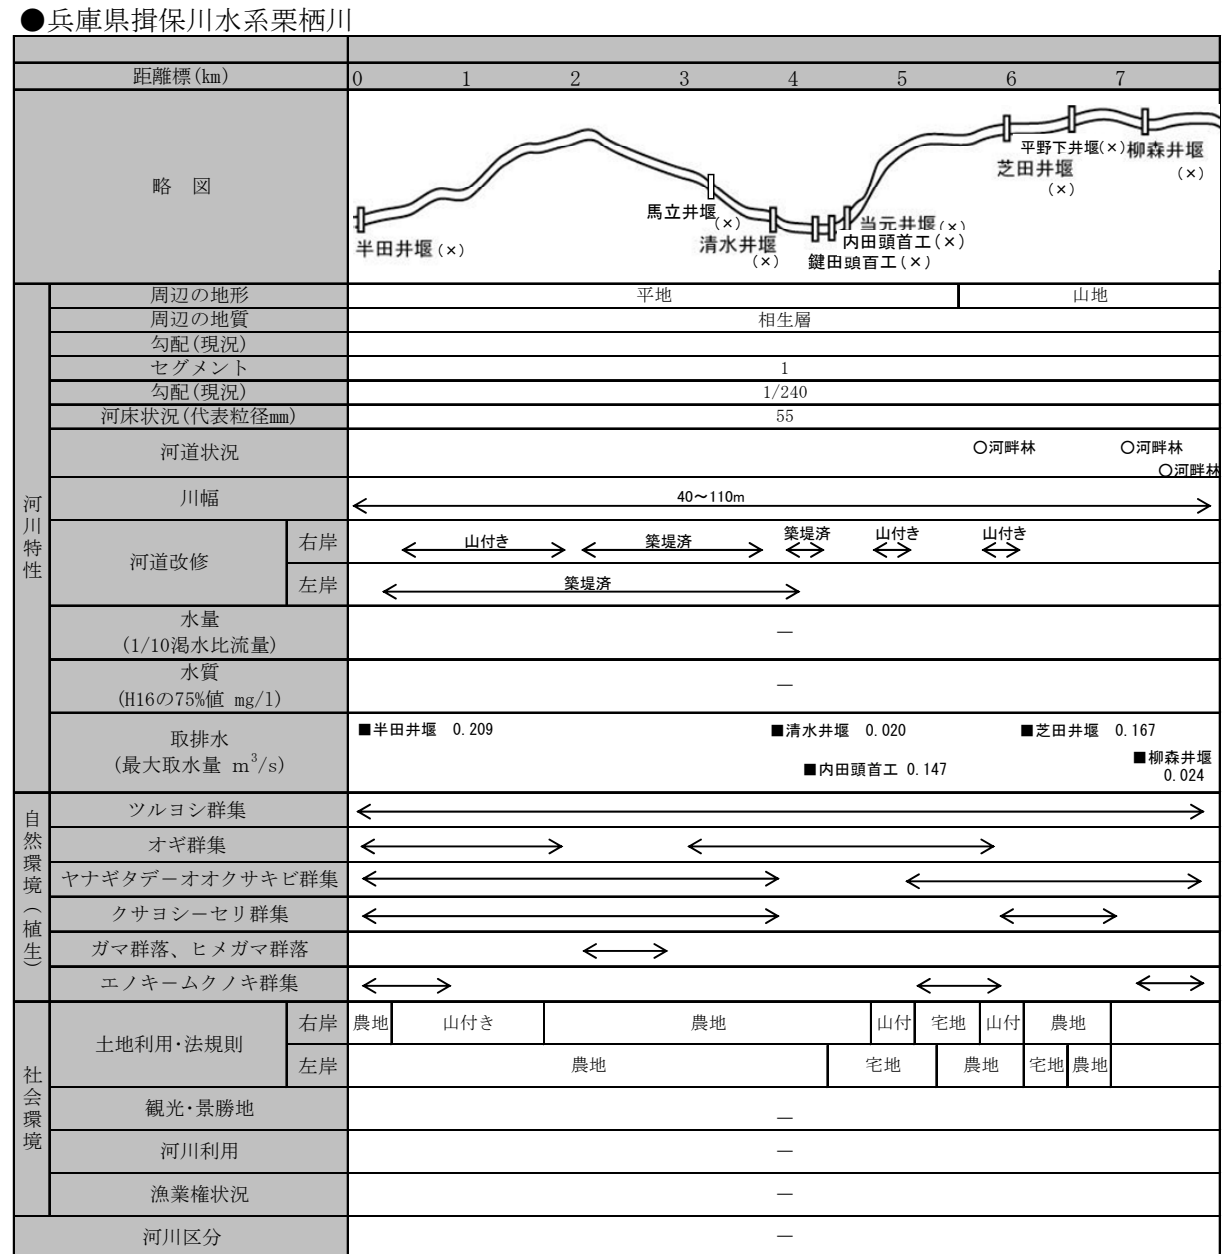 ●兵庫県揖保川水系栗栖川
距離標(km)
0 1 2 3 4 5 6 7
略 図
半田井堰(×)
馬立井堰(×)
清水井堰
(×)
当元井堰(×)
内田頭首工(×)
鍵田頭首工(×)
芝田井堰
(×)
平野下井堰(×)
柳森井堰
(×)
河川特性
周辺の地形 平地 山地
周辺の地質 相生層
勾配(現況)
セグメント 1
勾配(現況) 1/240
河床状況(代表粒径mm) 55
河道状況 〇河畔林 〇河畔林
〇河畔林
川幅 40～110m
河道改修
右岸 山付き 築堤済 築堤済 山付き 山付き
左岸 築堤済
水量
(1/10渇水比流量) －
水質
(H16の75%値 mg/l) －
取排水
(最大取水量 m³/s)
■半田井堰 0.209 ■清水井堰 0.020 ■芝田井堰 0.167
■内田頭首工 0.147 ■柳森井堰
0.024
自然環境(植生)
ツルヨシ群集
オギ群集
ヤナギタデ－オオクサキビ群集
クサヨシ－セリ群集
ガマ群落、ヒメガマ群落
エノキームクノキ群集
社会環境
土地利用・法規則
右岸 農地 山付き 農地 山付 宅地 山付 農地
左岸 農地 宅地 農地 宅地 農地
観光・景勝地 －
河川利用 －
漁業権状況 －
河川区分 －